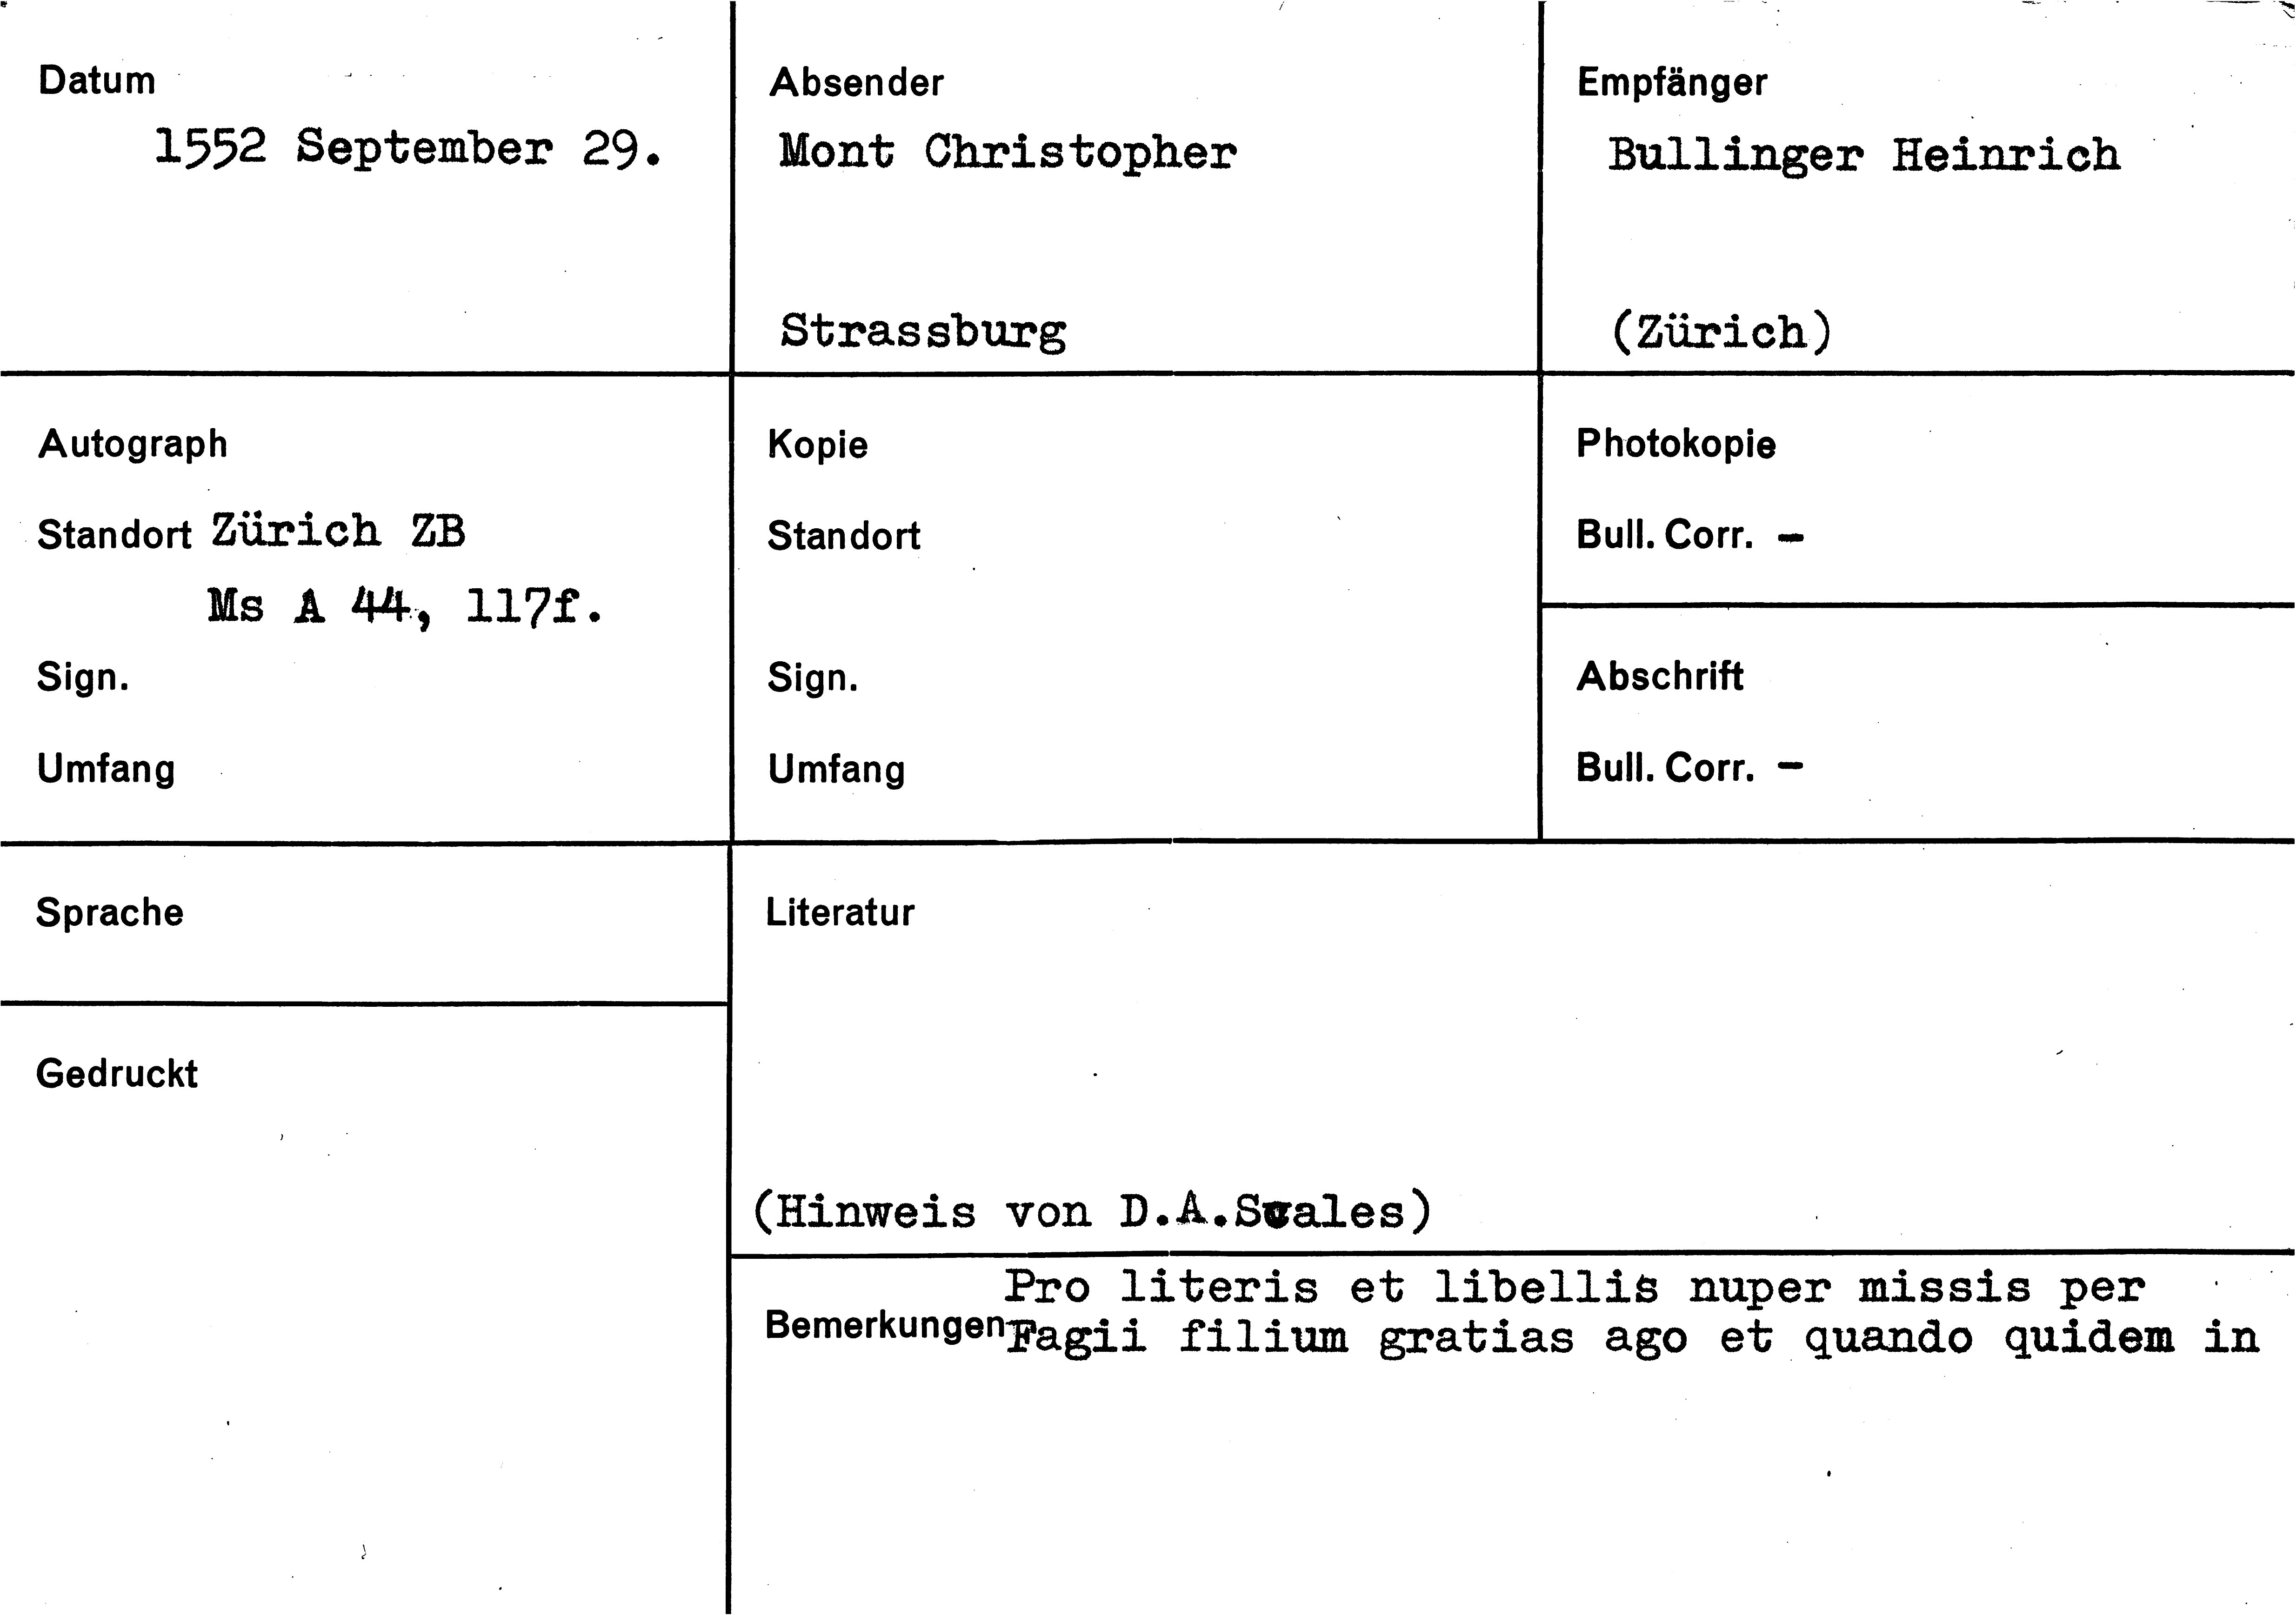 Datum
1552 September 29.
Absender
Mont Christopher
Strassburg
Empfänger
Bullinger Heinrich
(Zürich)
Autograph
Standort Zürich ZB
Ms A 44, 117f.
Sign.
Umfang
Kopie
Standort
Sign.
Umfang
Photokopie
Bull. Corr. –
Abschrift
Bull. Corr. –
Sprache
Gedruckt
Literatur
(Hinweis von D.A.Swales)
Bemerkungen
Pro literis et libellis nuper missis per
Fagii filium gratias ago et quando quidem in